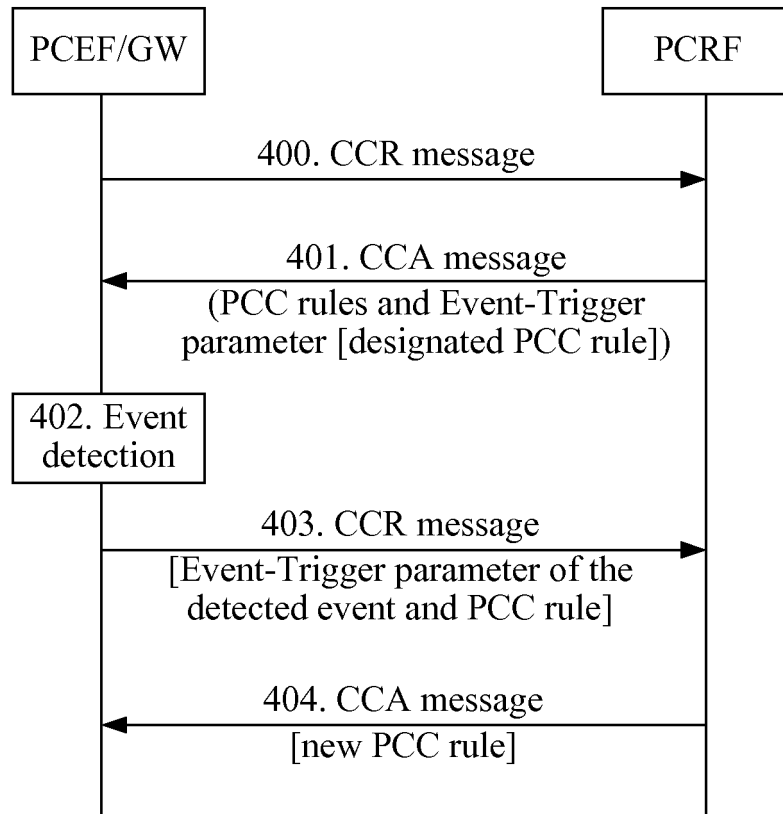 PCEF/GW
PCRF
400. CCR message
401. CCA message
(PCC rules and Event-Trigger
parameter [designated PCC rule])
402. Event
detection
403. CCR message
[Event-Trigger parameter of the
detected event and PCC rule]
404. CCA message
[new PCC rule]